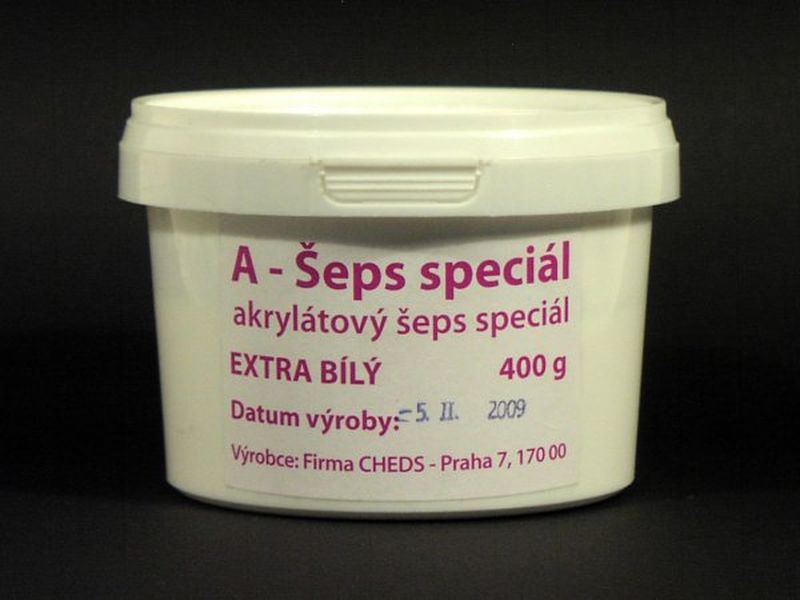 A - Šeps speciál
akrylátový šeps speciál
EXTRA BÍLÝ 400 g
Datum výroby: - 5. II. 2009
Výrobce: Firma CHEDS - Praha 7, 170 00